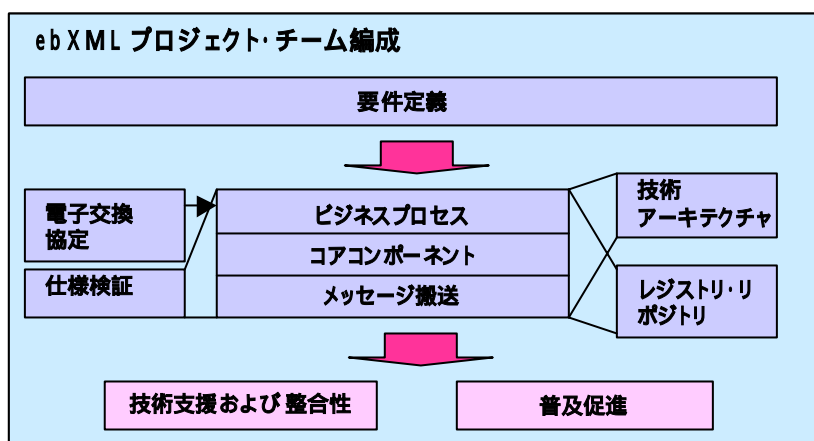 ebXML プロジェクト・チーム編成
要件定義
電子交換
協定
仕様検証
ビジネスプロセス
コアコンポーネント
メッセージ搬送
技術
アーキテクチャ
レジストリ・リ
ポジトリ
技術支援および整合性
普及促進